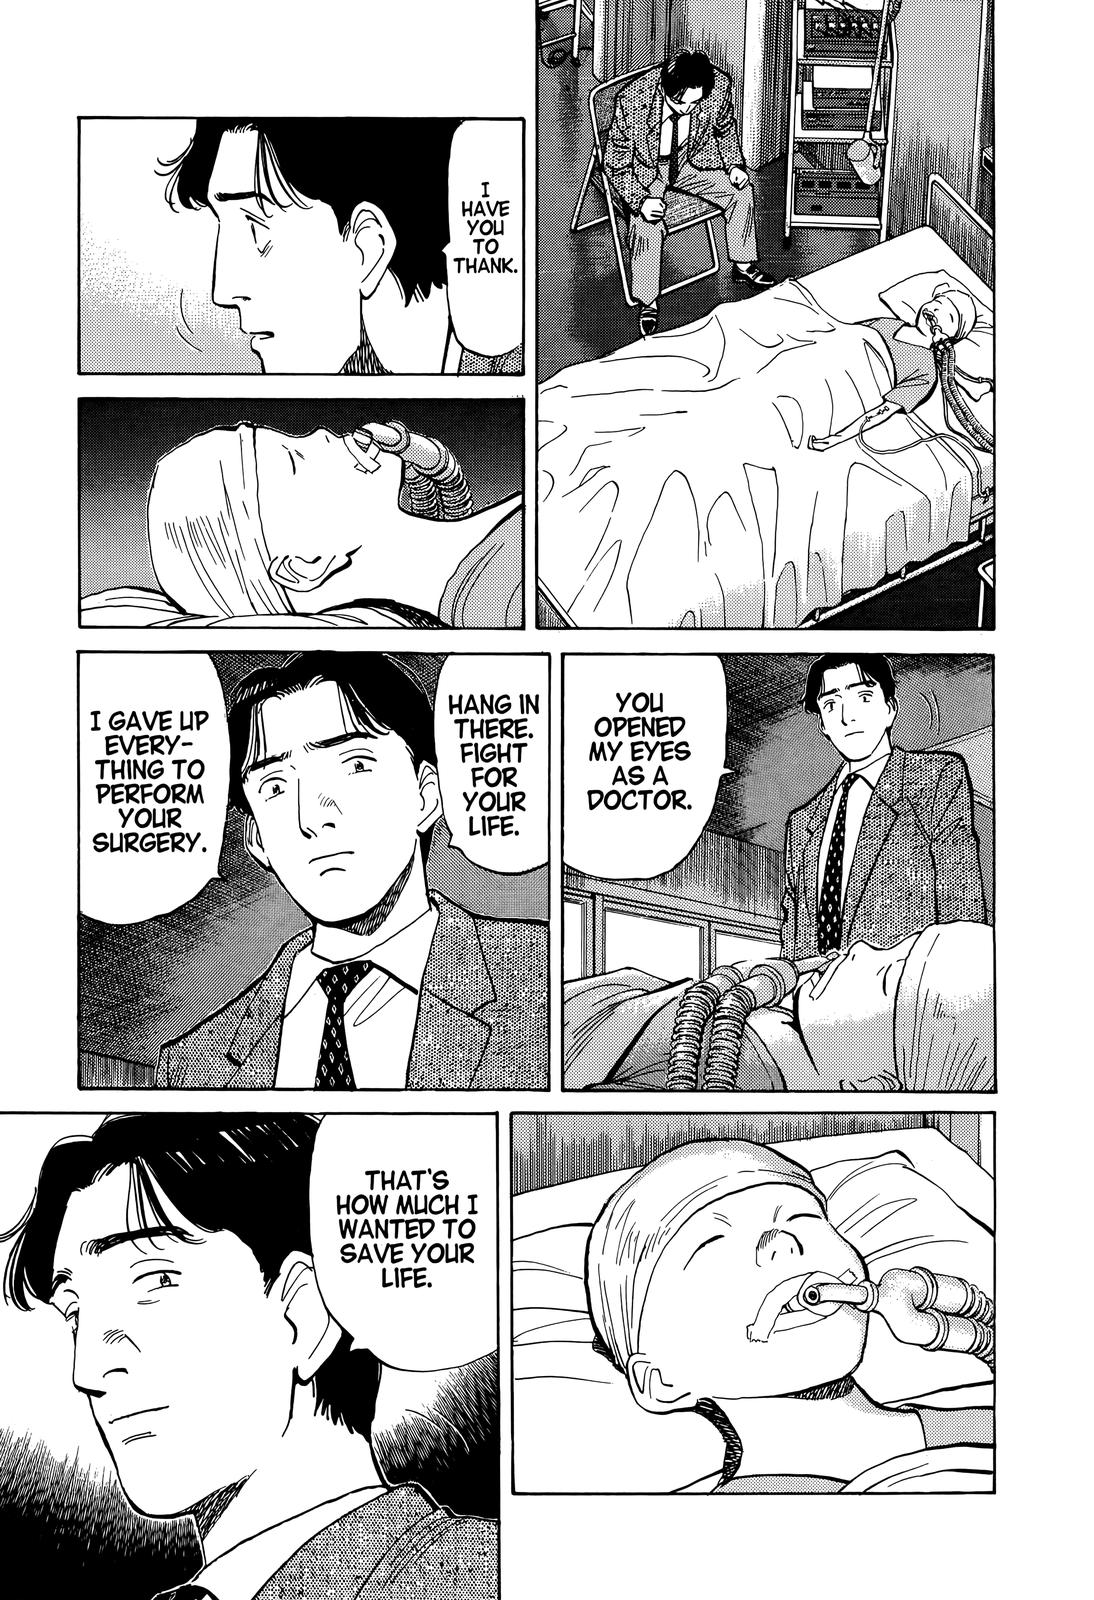 I
HAVE
YOU
TO
THANK.
YOU
OPENED
MY EYES
AS A
DOCTOR.
HANG IN
THERE.
FIGHT
FOR
YOUR
LIFE.
I GAVE UP
EVERY-
THING TO
PERFORM
YOUR
SURGERY.
THAT'S
HOW MUCH I
WANTED TO
SAVE YOUR
LIFE.